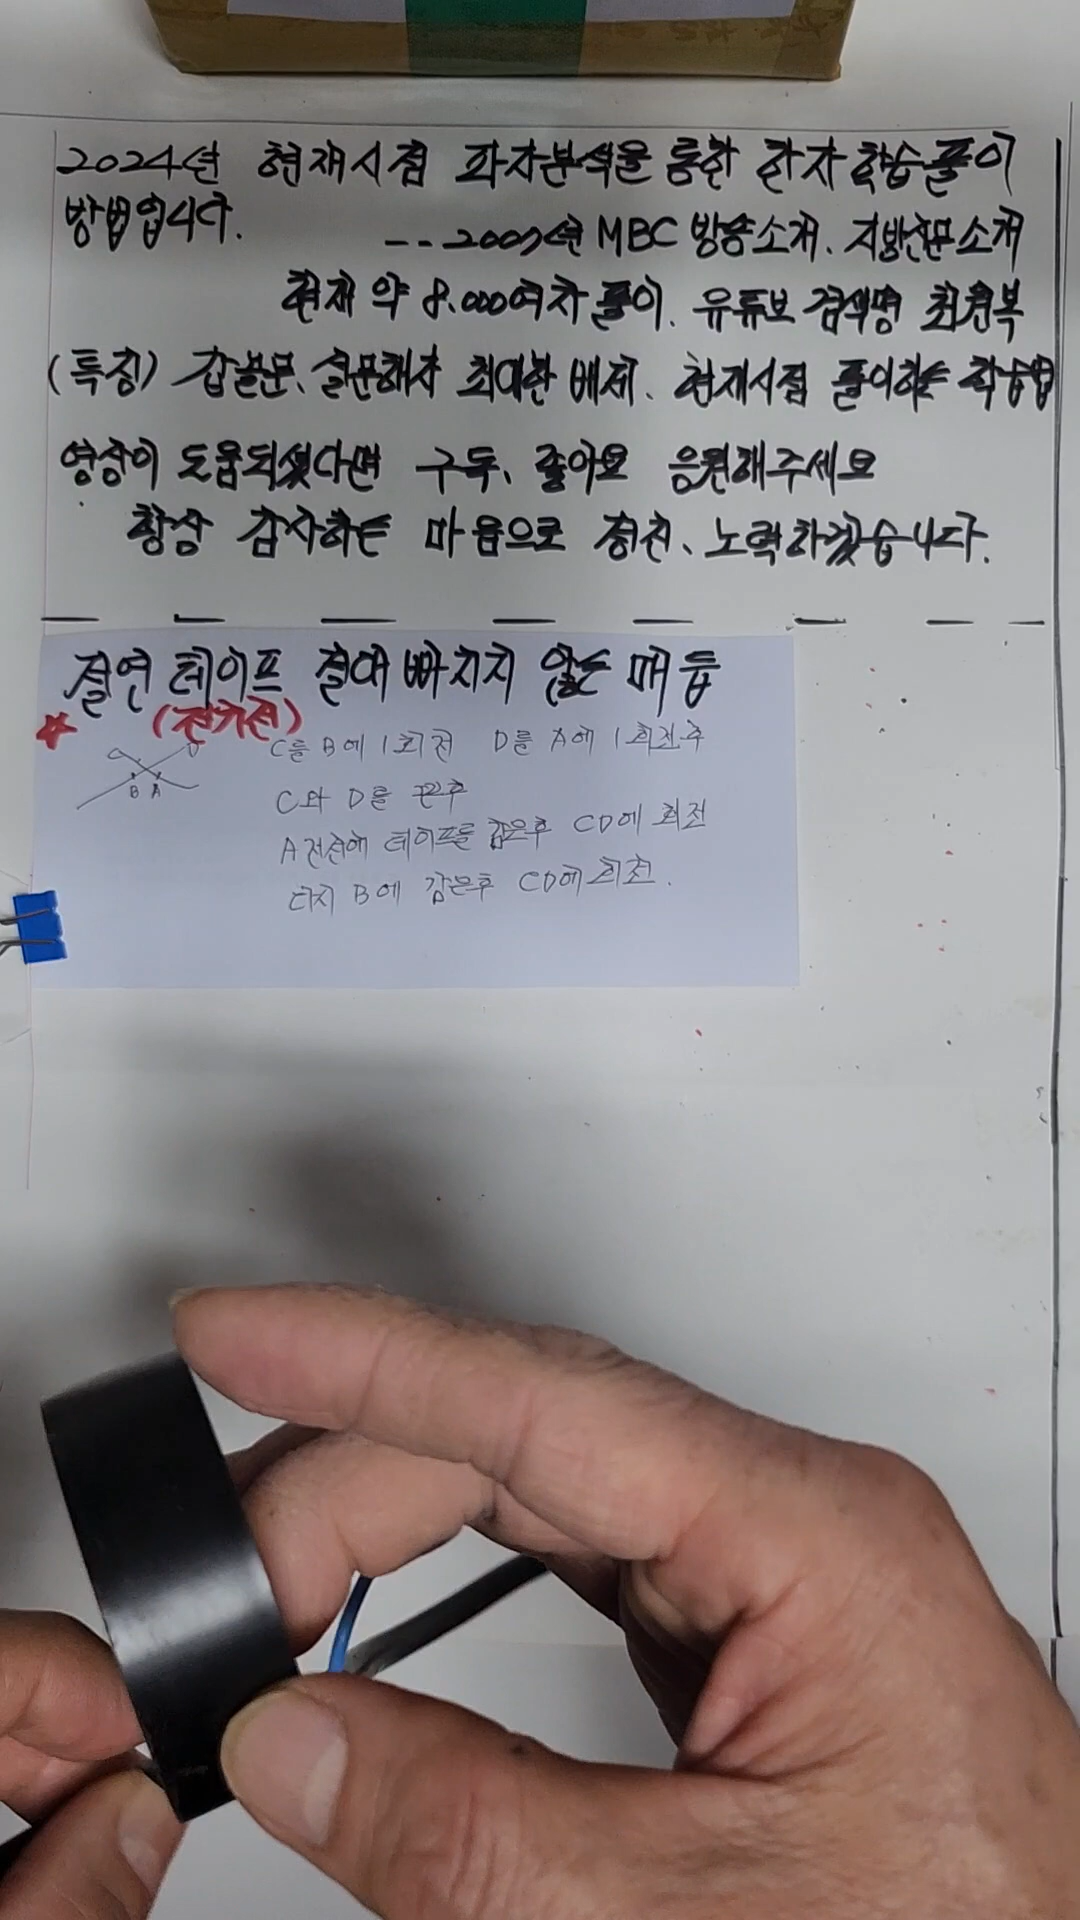 2024년 현재시점 파자분석을 통한 한자 학습풀이
방법입니다.
---2007년 MBC 방송소개. 지방신문소개
현재 약 8.000여자 풀이. 유튜브 검색명 최원복
(특징) 갑골문, 설문해자 최대한 배제. 현재시점 풀이하는 학습법
영상이 도움되셨다면 구독, 좋아요 응원해주세요
항상 감사하는 마음으로 정진, 노력하겠습니다.
절연 테이프 절대 빠지지 않는 매듭
(전기선)
C D
B A
C를 B에 1회전 D를 A에 1회전후
C와 D를 꼰후
A전선에 테이프를 감은후 CD에 회전
다시 B에 감은후 CD에 회전.